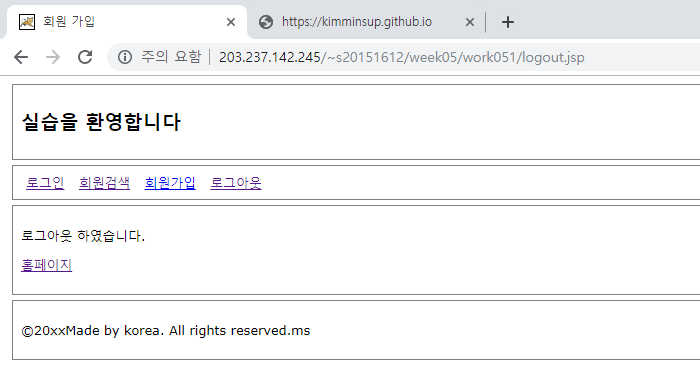 회원 가입
https://kimminsup.github.io
주의 요함 | 203.237.142.245/~s20151612/week05/work051/logout.jsp
실습을 환영합니다
로그인 회원검색 회원가입 로그아웃
로그아웃 하였습니다.
홈페이지
©20xxMade by korea. All rights reserved.ms